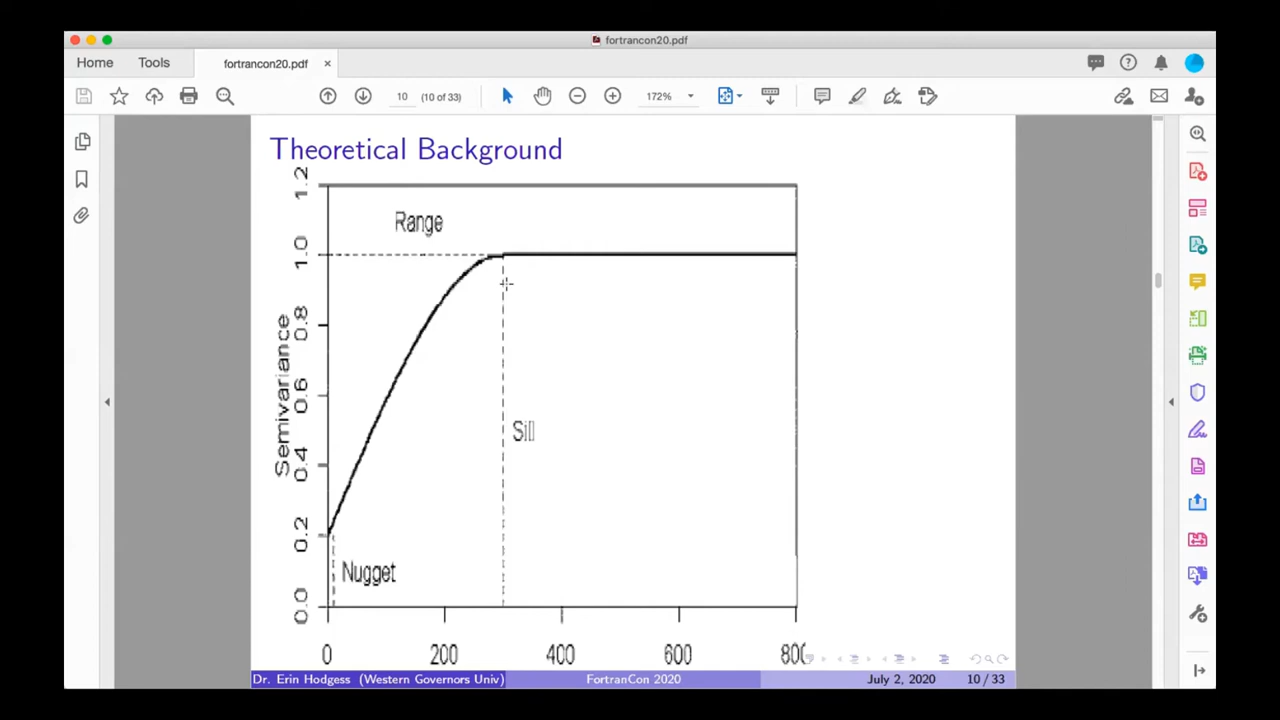 fortrancon20.pdf
Home Tools fortrancon20.pdf ×
10 (10 of 33) 172%
Theoretical Background
Range
Sill
Nugget
Semivariance
0.0 0.2 0.4 0.6 0.8 1.0 1.2
0 200 400 600 800
Dr. Erin Hodgess (Western Governors Univ) FortranCon 2020 July 2, 2020 10 / 33